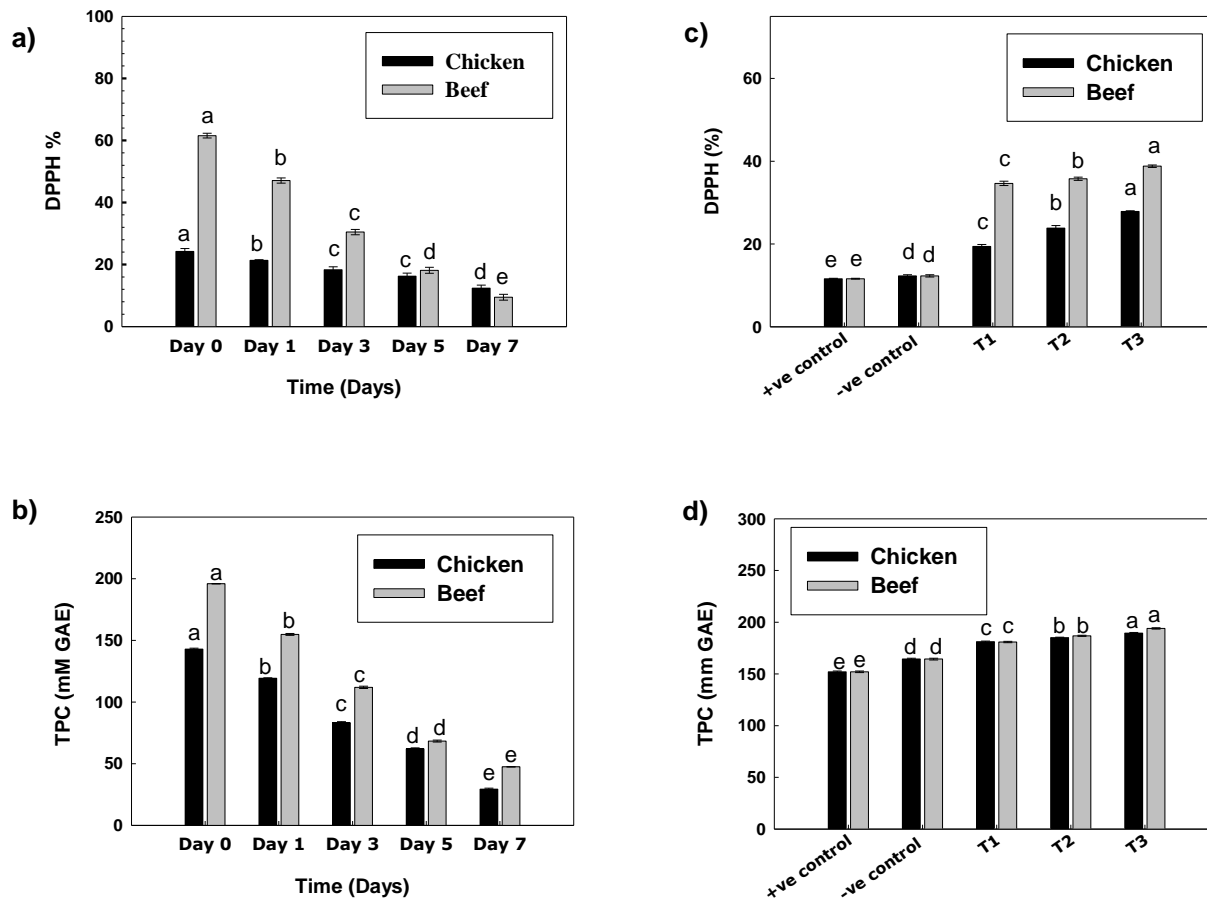 a)
100
80
60
40
20
0
DPPH %
Chicken
Beef
a a
b b
c c
c d
d e
Day 0 Day 1 Day 3 Day 5 Day 7
Time (Days)
c)
60
40
20
0
DPPH (%)
Chicken
Beef
e e
d d
c c
b b
a a
+ve control -ve control T1 T2 T3
b)
250
200
150
100
50
0
TPC (mM GAE)
Chicken
Beef
a a
b b
c c
d d
e e
Day 0 Day 1 Day 3 Day 5 Day 7
Time (Days)
d)
300
250
200
150
100
50
0
TPC (mm GAE)
Chicken
Beef
e e
d d
c c
b b
a a
+ve control -ve control T1 T2 T3